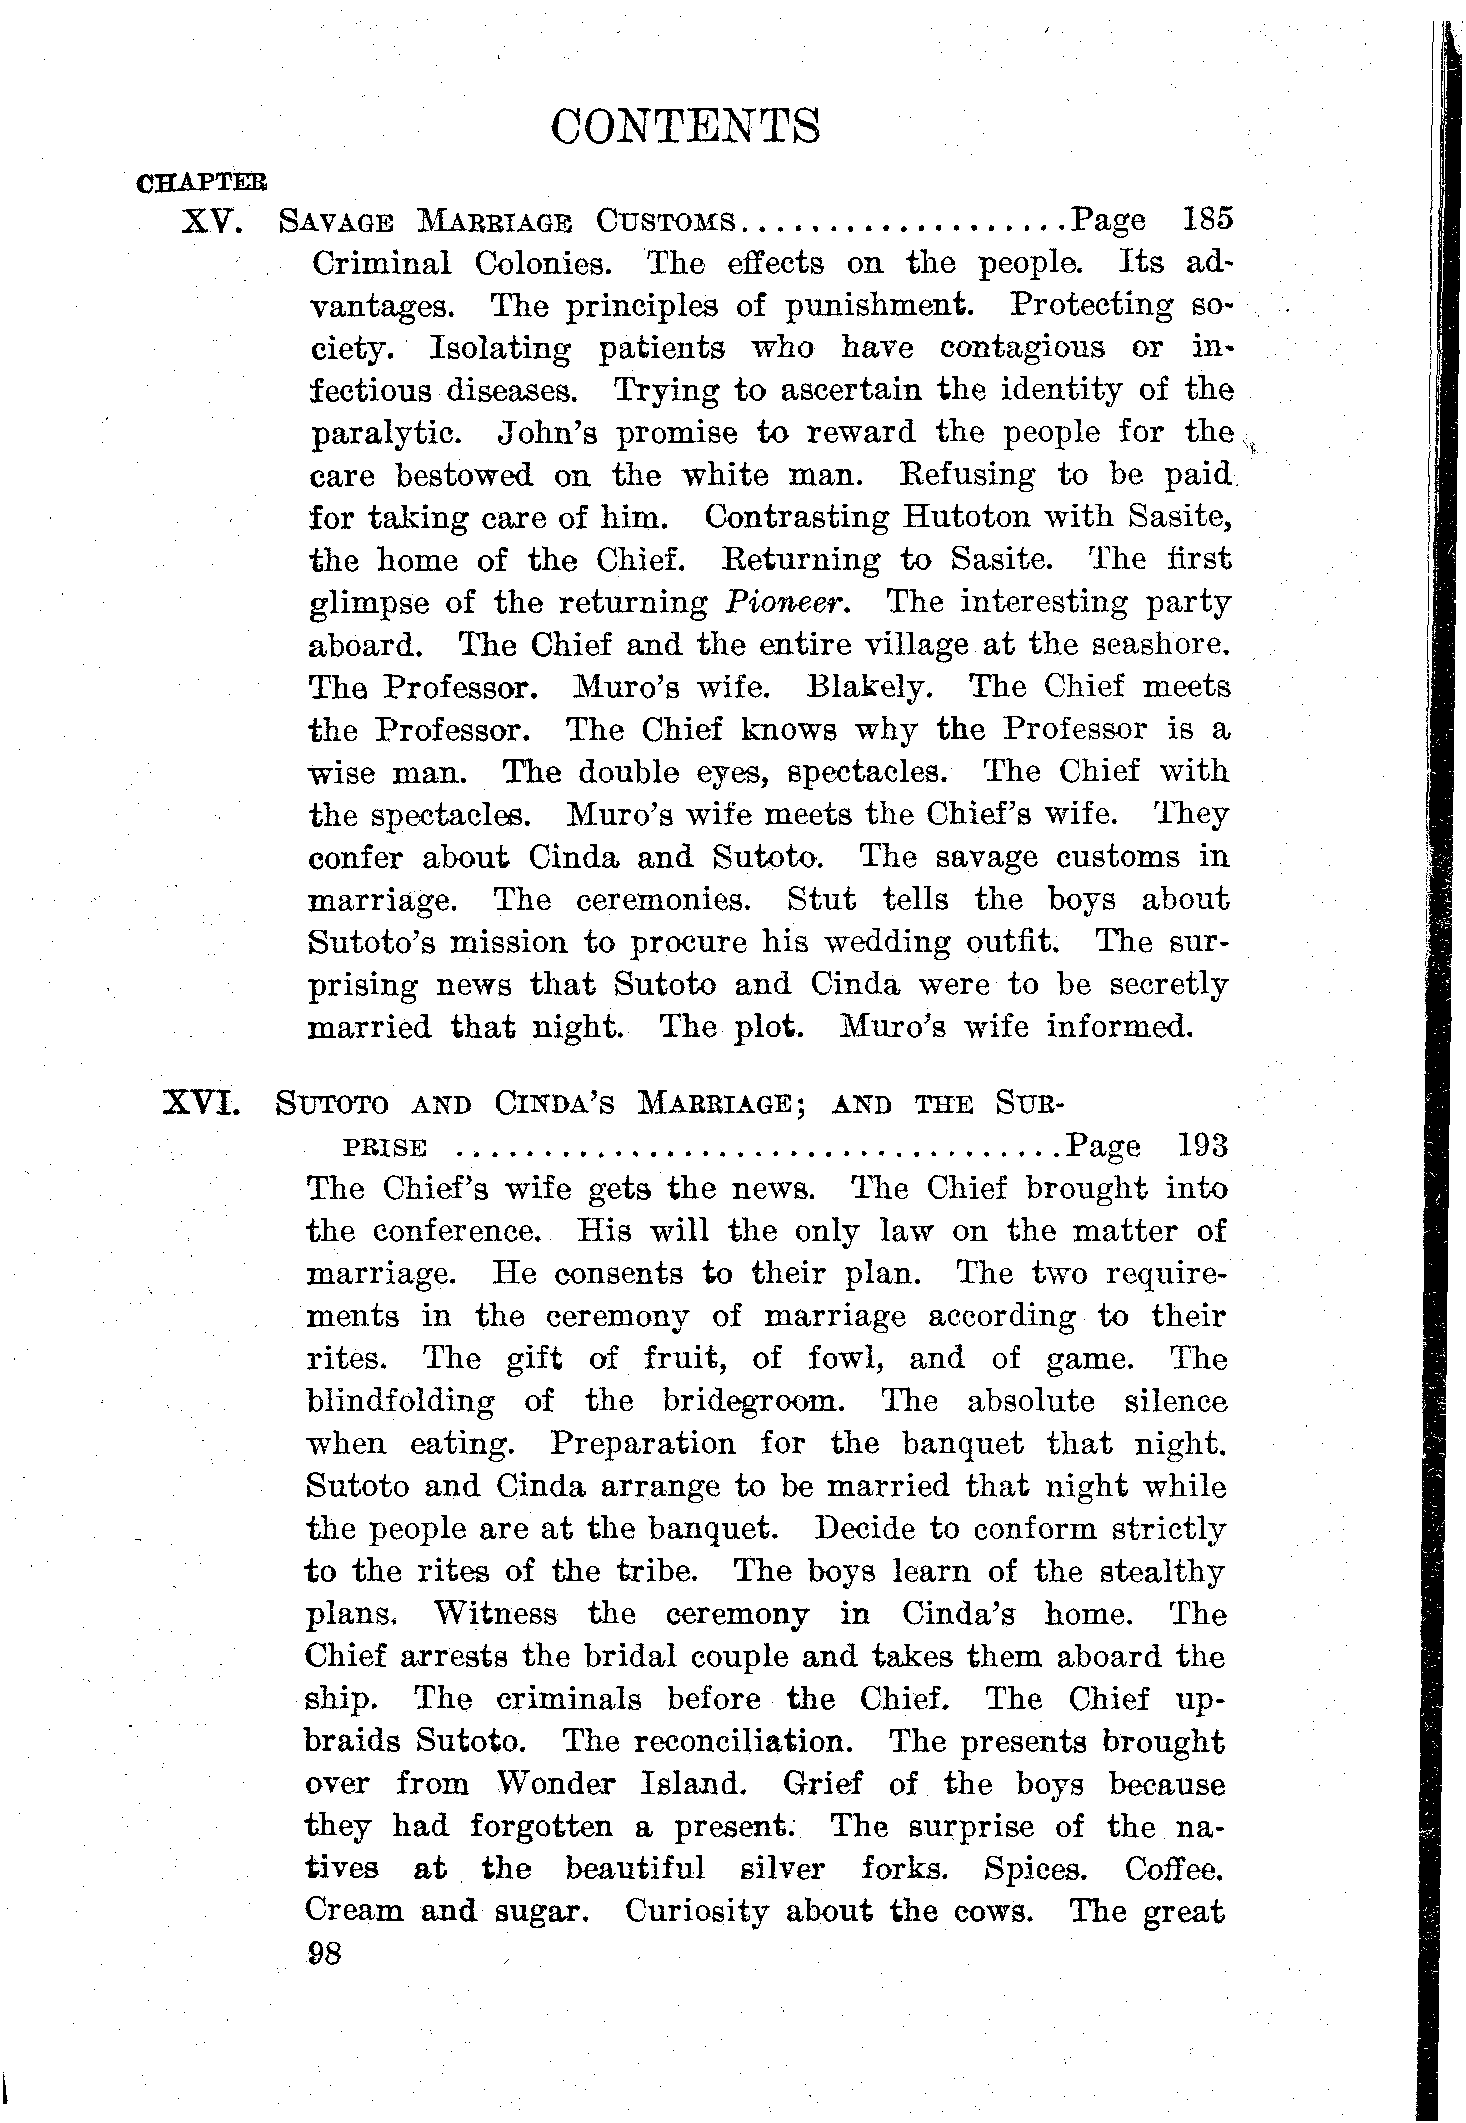 CONTENTS
CHAPTER
XV. SAVAGE MARRIAGE CUSTOMS...................Page 185
Criminal Colonies. The effects on the people. Its ad-
vantages. The principles of punishment. Protecting so-
ciety. Isolating patients who have contagious or in-
fectious diseases. Trying to ascertain the identity of the
paralytic. John's promise to reward the people for the
care bestowed on the white man. Refusing to be paid
for taking care of him. Contrasting Hutoton with Sasite,
the home of the Chief. Returning to Sasite. The first
glimpse of the returning Pioneer. The interesting party
aboard. The Chief and the entire village at the seashore.
The Professor. Muro's wife. Blakely. The Chief meets
the Professor. The Chief knows why the Professor is a
wise man. The double eyes, spectacles. The Chief with
the spectacles. Muro's wife meets the Chief's wife. They
confer about Cinda and Sutoto. The savage customs in
marriage. The ceremonies. Stut tells the boys about
Sutoto's mission to procure his wedding outfit. The sur-
prising news that Sutoto and Cinda were to be secretly
married that night. The plot. Muro's wife informed.
XVI. SUTOTO AND CINDA'S MARRIAGE; AND THE SUR-
PRISE ...................................Page 193
The Chief's wife gets the news. The Chief brought into
the conference. His will the only law on the matter of
marriage. He consents to their plan. The two require-
ments in the ceremony of marriage according to their
rites. The gift of fruit, of fowl, and of game. The
blindfolding of the bridegroom. The absolute silence
when eating. Preparation for the banquet that night.
Sutoto and Cinda arrange to be married that night while
the people are at the banquet. Decide to conform strictly
to the rites of the tribe. The boys learn of the stealthy
plans. Witness the ceremony in Cinda's home. The
Chief arrests the bridal couple and takes them aboard the
ship. The criminals before the Chief. The Chief up-
braids Sutoto. The reconciliation. The presents brought
over from Wonder Island. Grief of the boys because
they had forgotten a present. The surprise of the na-
tives at the beautiful silver forks. Spices. Coffee.
Cream and sugar. Curiosity about the cows. The great
98